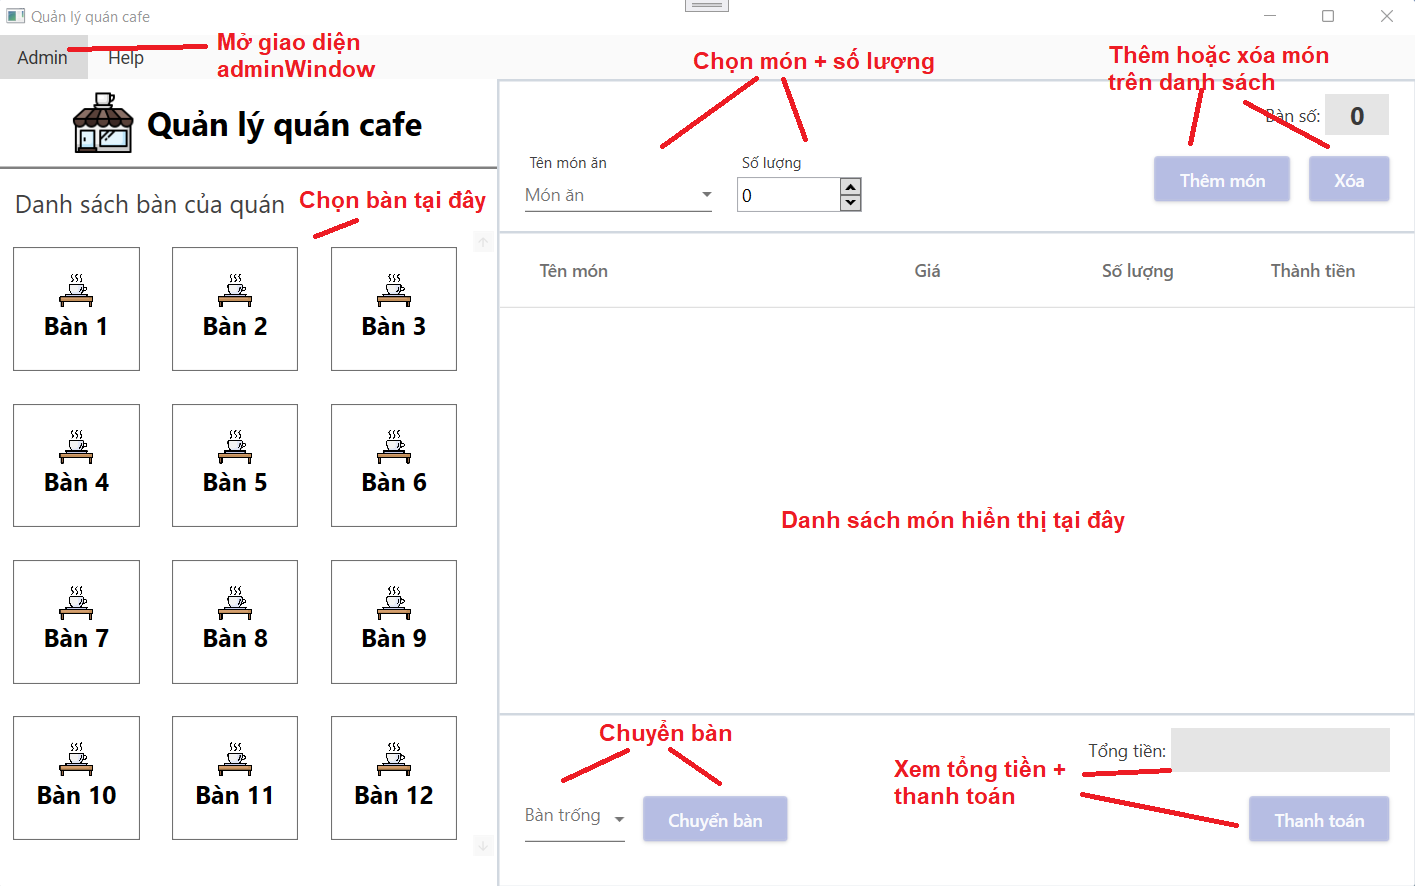 Quản lý quán cafe
Admin
Help
Mở giao diện
adminWindow
Chọn món + số lượng
Thêm hoặc xóa món
trên danh sách
Quản lý quán cafe
Bàn số:
0
Tên món ăn
Số lượng
Món ăn
0
Thêm món
Xóa
Danh sách bàn của quán
Chọn bàn tại đây
Tên món
Giá
Số lượng
Thành tiền
Bàn 1
Bàn 2
Bàn 3
Bàn 4
Bàn 5
Bàn 6
Danh sách món hiển thị tại đây
Bàn 7
Bàn 8
Bàn 9
Bàn 10
Bàn 11
Bàn 12
Chuyển bàn
Bàn trống
Chuyển bàn
Tổng tiền:
Xem tổng tiền +
thanh toán
Thanh toán